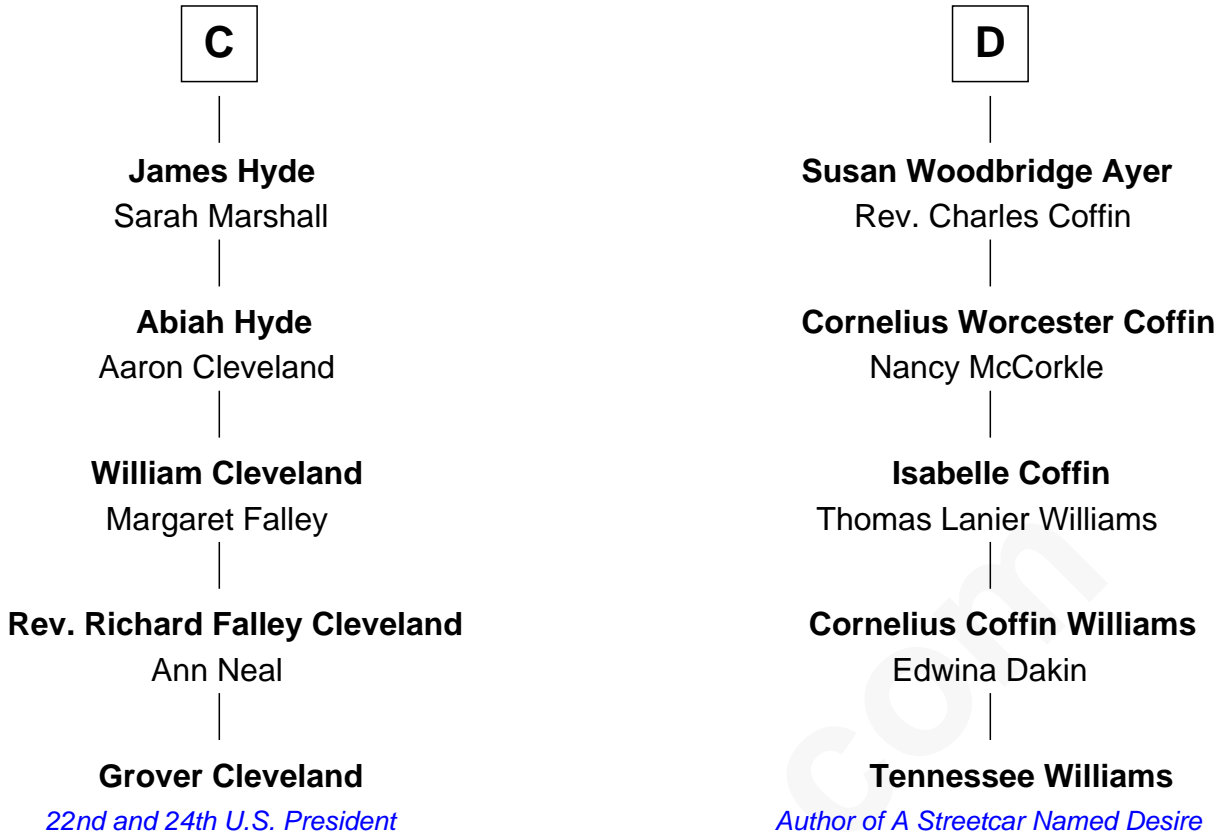 C
James Hyde
Sarah Marshall
Abiah Hyde
Aaron Cleveland
William Cleveland
Margaret Falley
Rev. Richard Falley Cleveland
Ann Neal
Grover Cleveland
22nd and 24th U.S. President
D
Susan Woodbridge Ayer
Rev. Charles Coffin
Cornelius Worcester Coffin
Nancy McCorkle
Isabelle Coffin
Thomas Lanier Williams
Cornelius Coffin Williams
Edwina Dakin
Tennessee Williams
Author of A Streetcar Named Desire
com